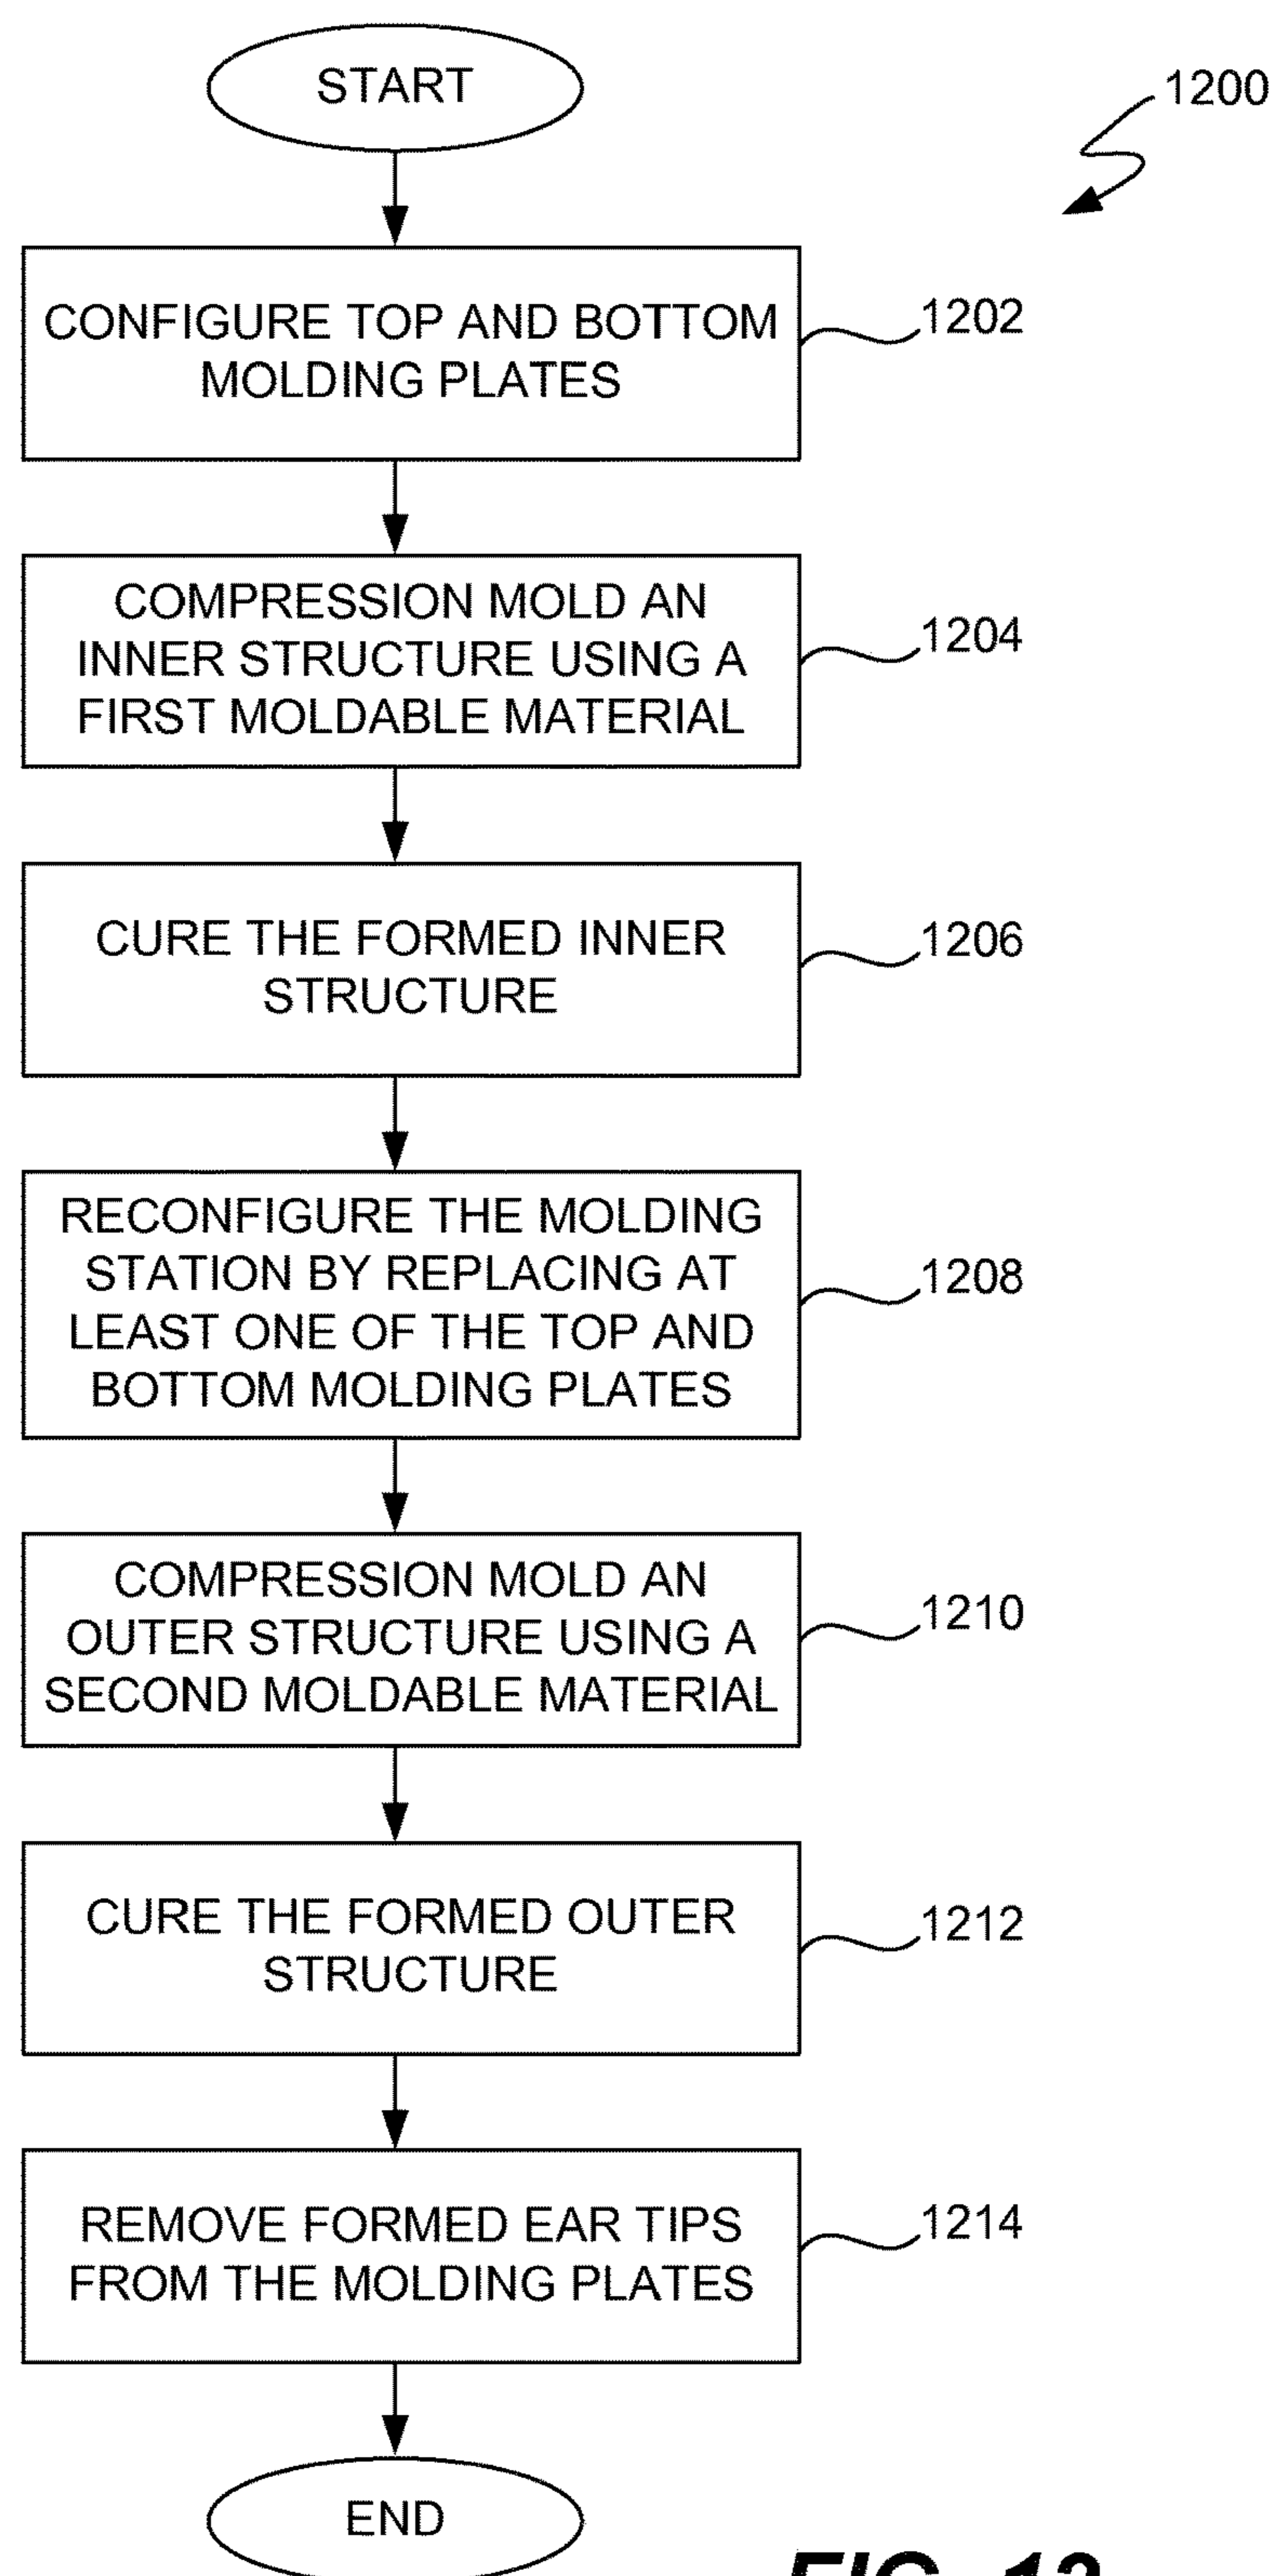 START
1200
CONFIGURE TOP AND BOTTOM
MOLDING PLATES
1202
COMPRESSION MOLD AN
INNER STRUCTURE USING A
FIRST MOLDABLE MATERIAL
1204
CURE THE FORMED INNER
STRUCTURE
1206
RECONFIGURE THE MOLDING
STATION BY REPLACING AT
LEAST ONE OF THE TOP AND
BOTTOM MOLDING PLATES
1208
COMPRESSION MOLD AN
OUTER STRUCTURE USING A
SECOND MOLDABLE MATERIAL
1210
CURE THE FORMED OUTER
STRUCTURE
1212
REMOVE FORMED EAR TIPS
FROM THE MOLDING PLATES
1214
END
FIG. 12